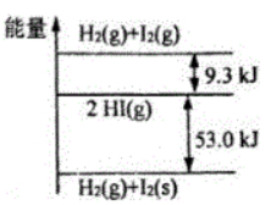 能量
H₂(g)+I₂(g)
9.3 kJ
2 HI(g)
53.0 kJ
H₂(g)+I₂(s)